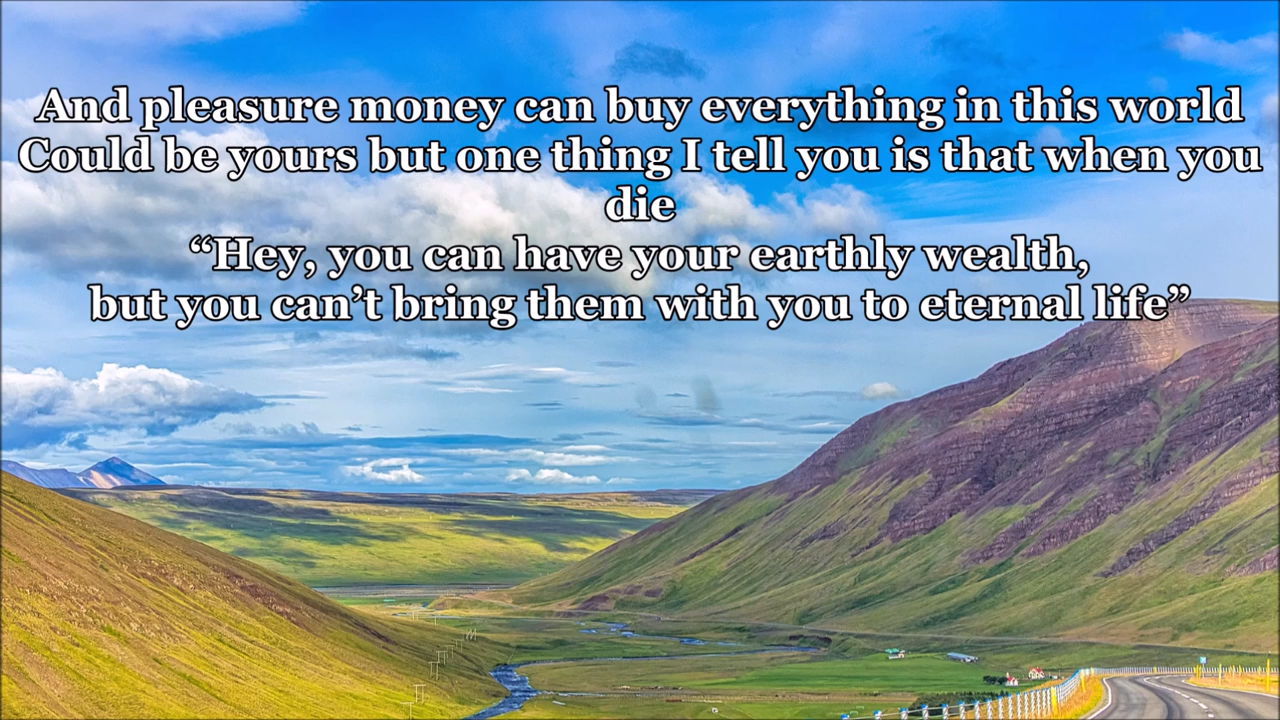 And pleasure money can buy everything in this world
Could be yours but one thing I tell you is that when you
die
“Hey, you can have your earthly wealth,
but you can’t bring them with you to eternal life”